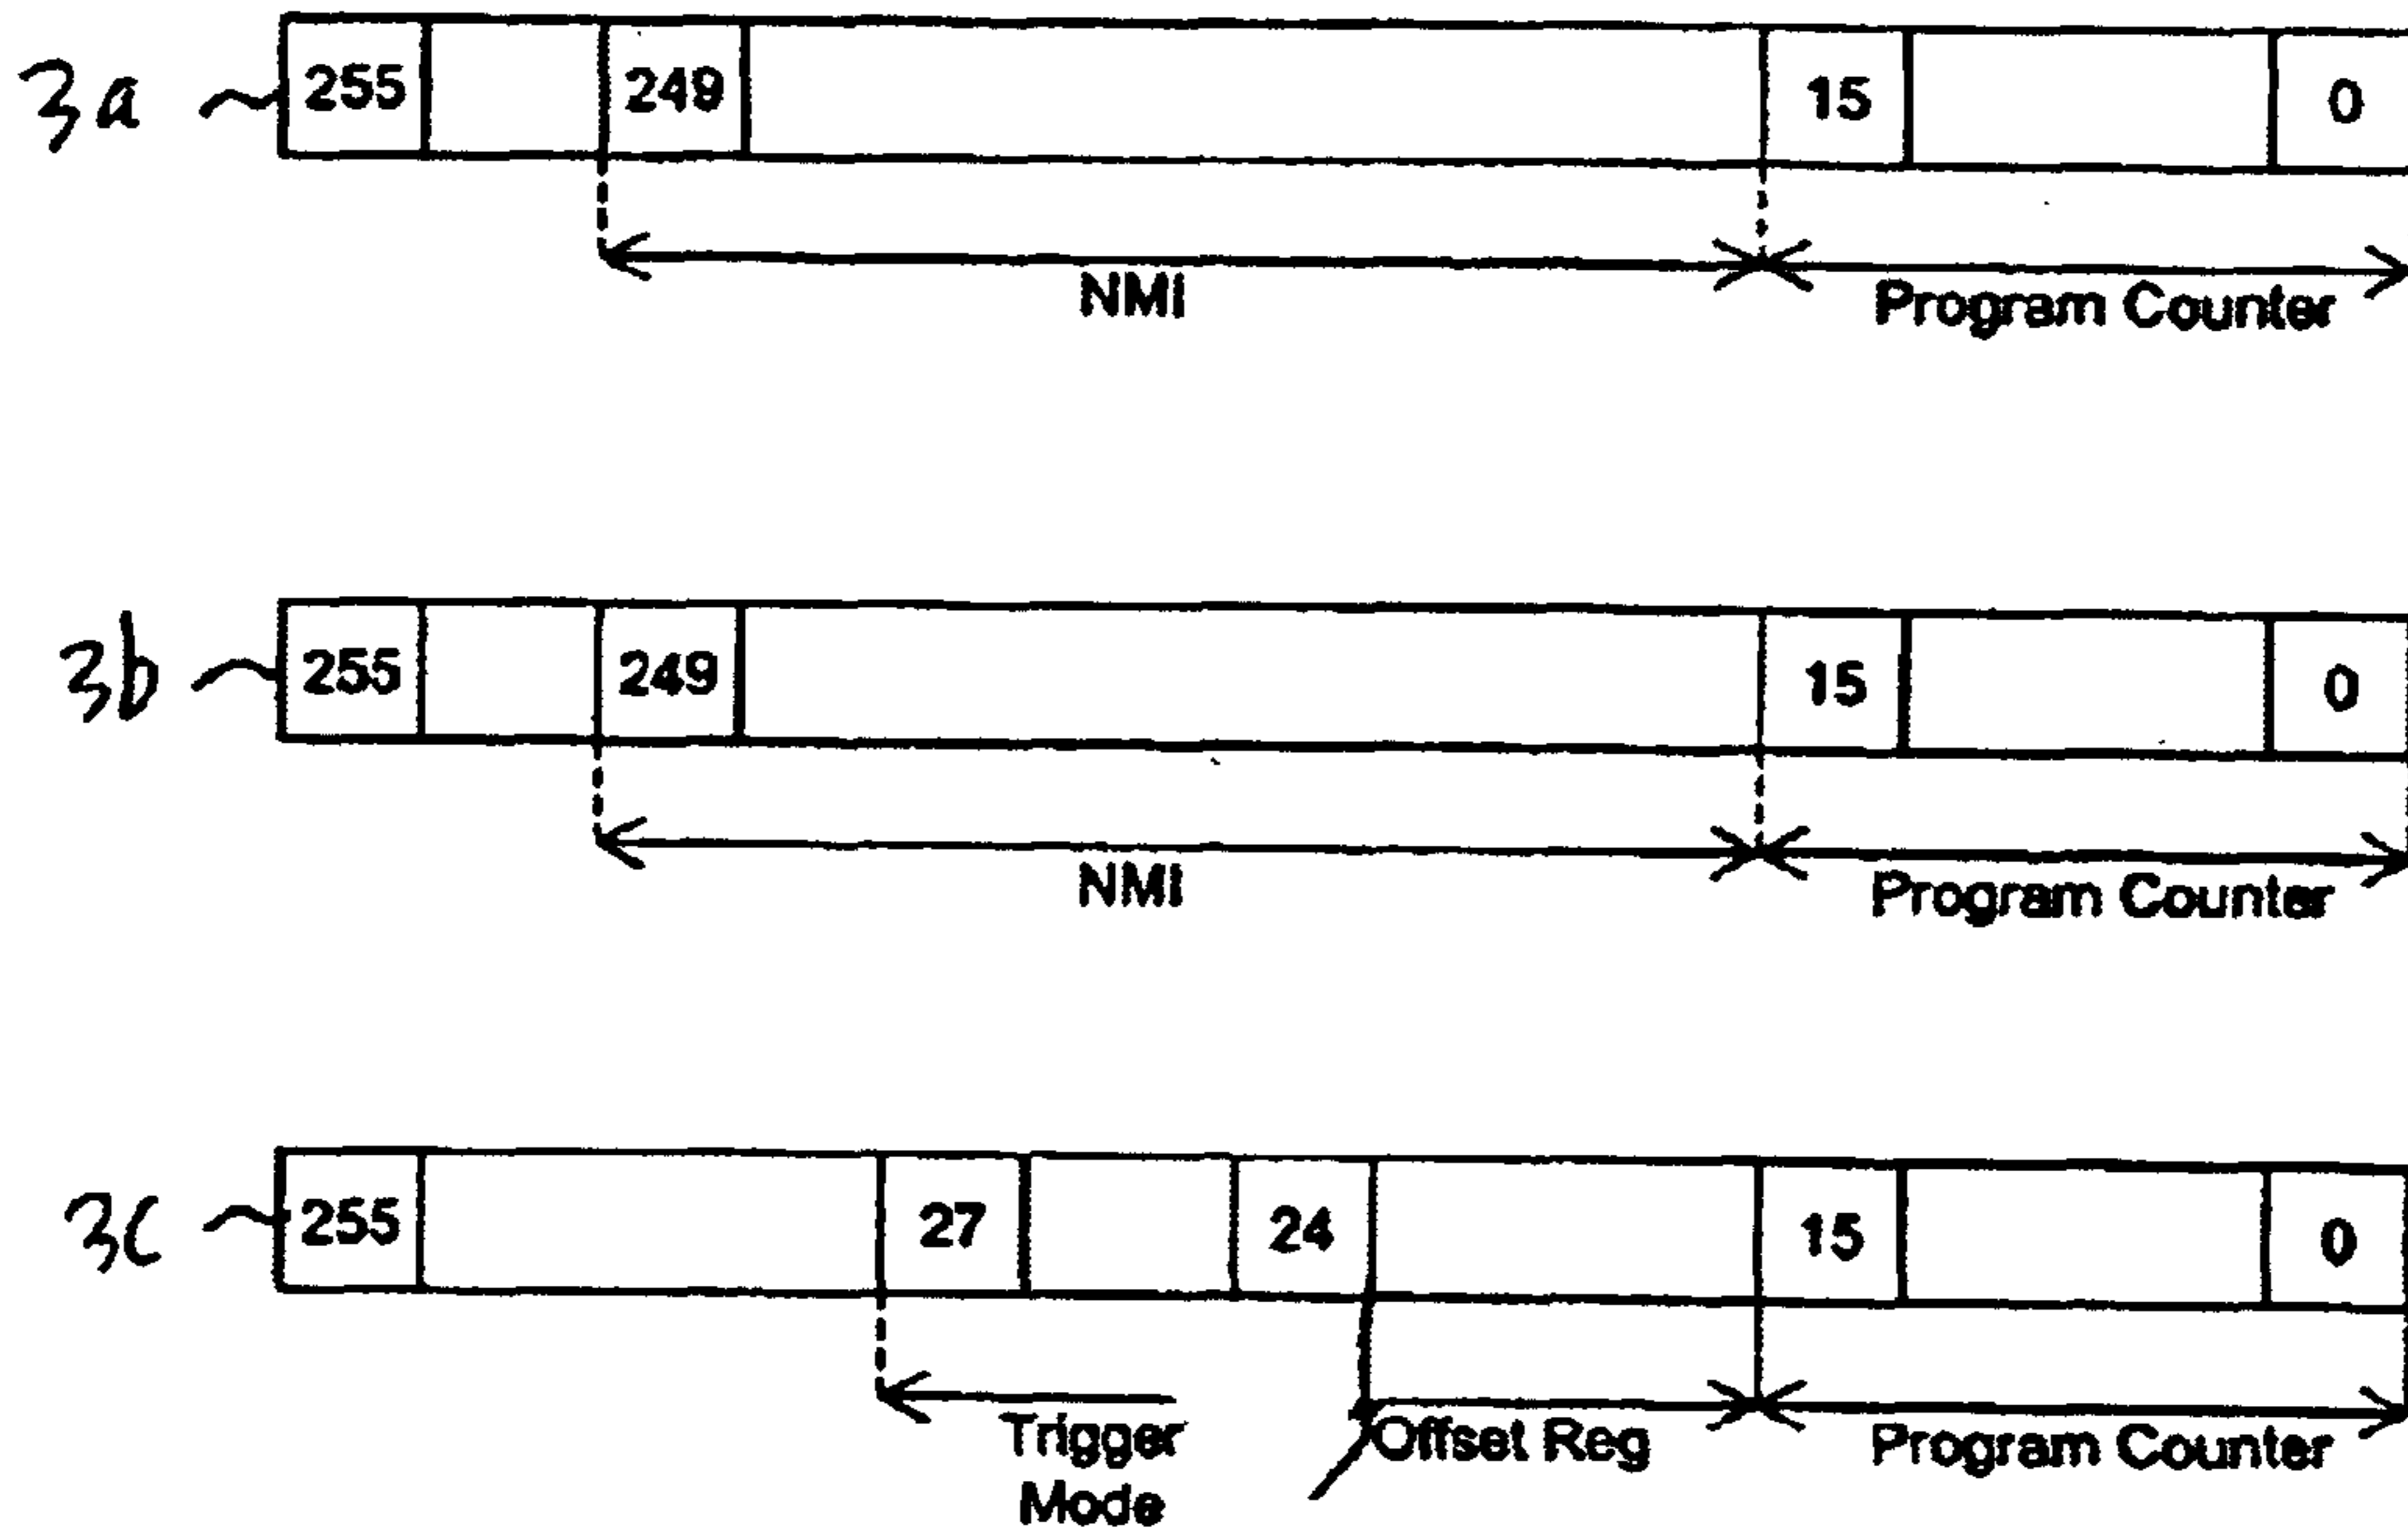 3a 255 249 15 0
NMI Program Counter
3b 255 249 15 0
NMI Program Counter
3c 255 27 24 15 0
Trigger Offset Reg Program Counter
Mode